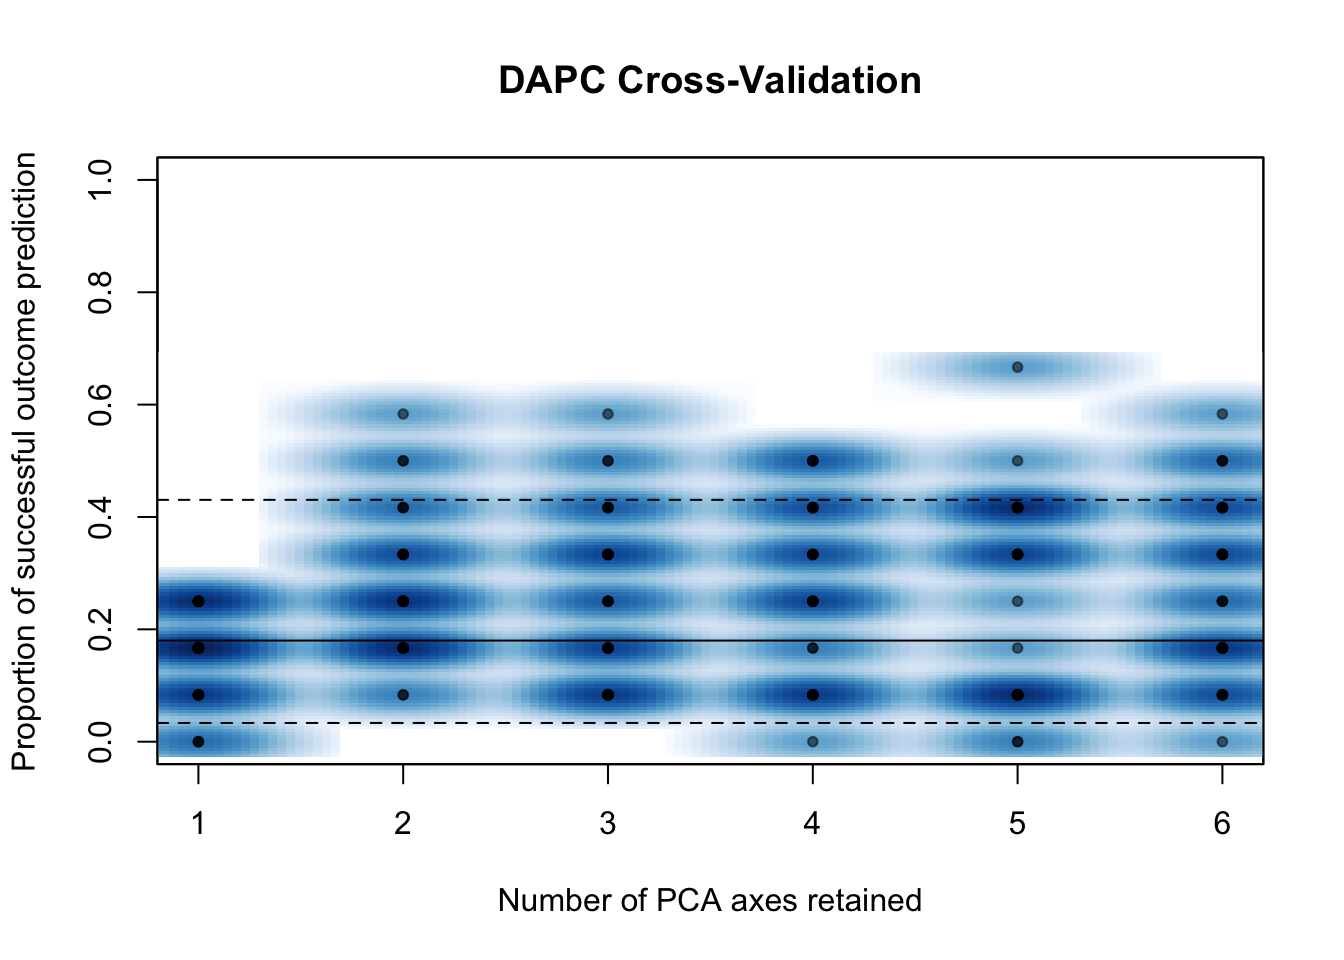 DAPC Cross-Validation
Proportion of successful outcome prediction
1.0
0.8
0.6
0.4
0.2
0.0
1 2 3 4 5 6
Number of PCA axes retained